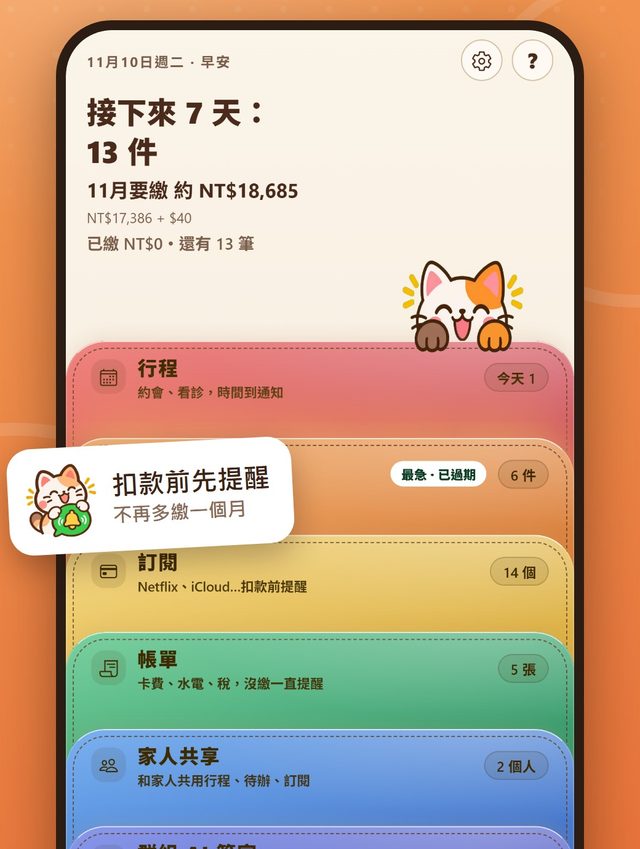 11月10日週二 · 早安
?
接下來 7 天：
13 件
11月要繳 約 NT$18,685
NT$17,386 + $40
已繳 NT$0 • 還有 13 筆
行程
約會、看診，時間到通知
今天 1
最急 · 已過期
6 件
扣款前先提醒
不再多繳一個月
訂閱
Netflix、iCloud...扣款前提醒
14 個
帳單
卡費、水電、稅，沒繳一直提醒
5 張
家人共享
和家人共用行程、待辦、訂閱
2 個人